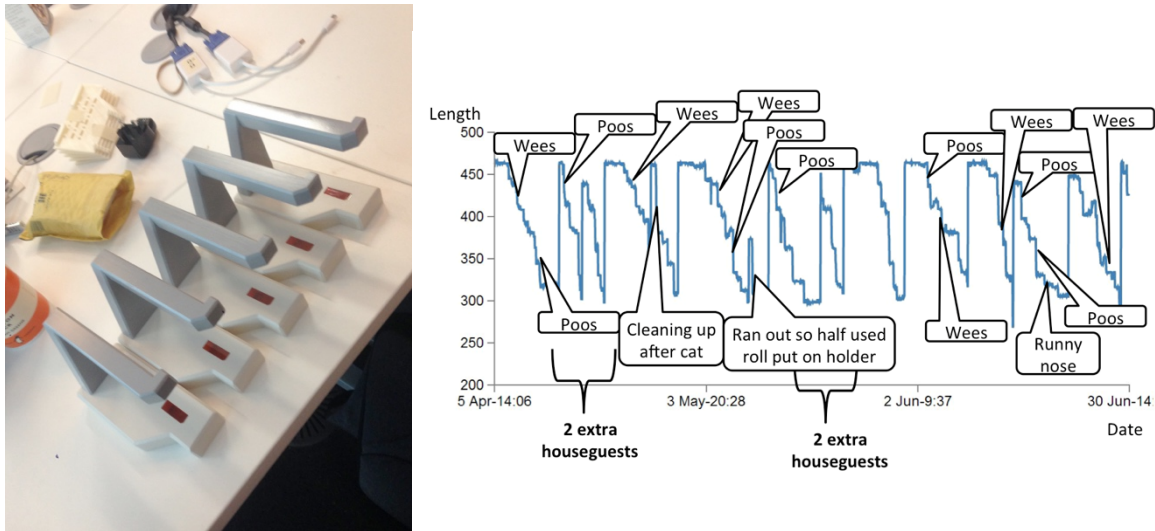 Length
500
450
400
350
300
250
200
Wees
Poos
Wees
Wees
Poos
Poos
Poos
Wees
Poos
Wees
Poos
Cleaning up
after cat
Ran out so half used
roll put on holder
Wees
Runny
nose
Poos
5 Apr-14:06
3 May-20:28
2 Jun-9:37
30 Jun-14:
Date
2 extra
houseguests
2 extra
houseguests